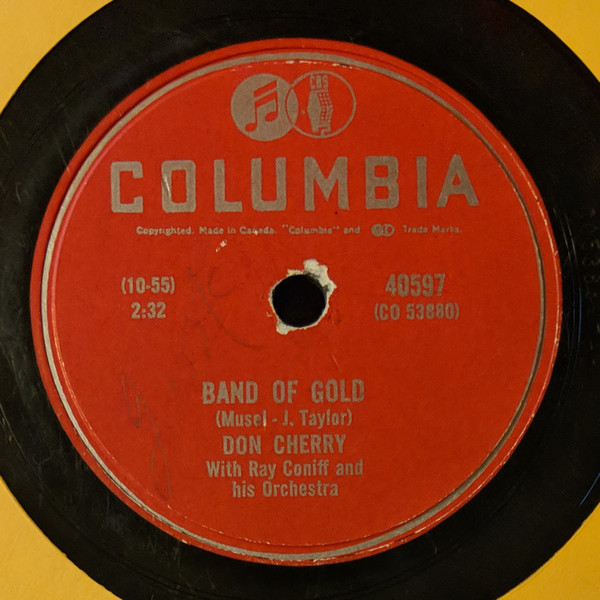 CBS
COLUMBIA
Copyrighted. Made in Canada. "Columbia" and Trade Marks.
(10-55) 40597
2:32 (CO 53880)
BAND OF GOLD
(Musel - J. Taylor)
DON CHERRY
With Ray Coniff and
his Orchestra